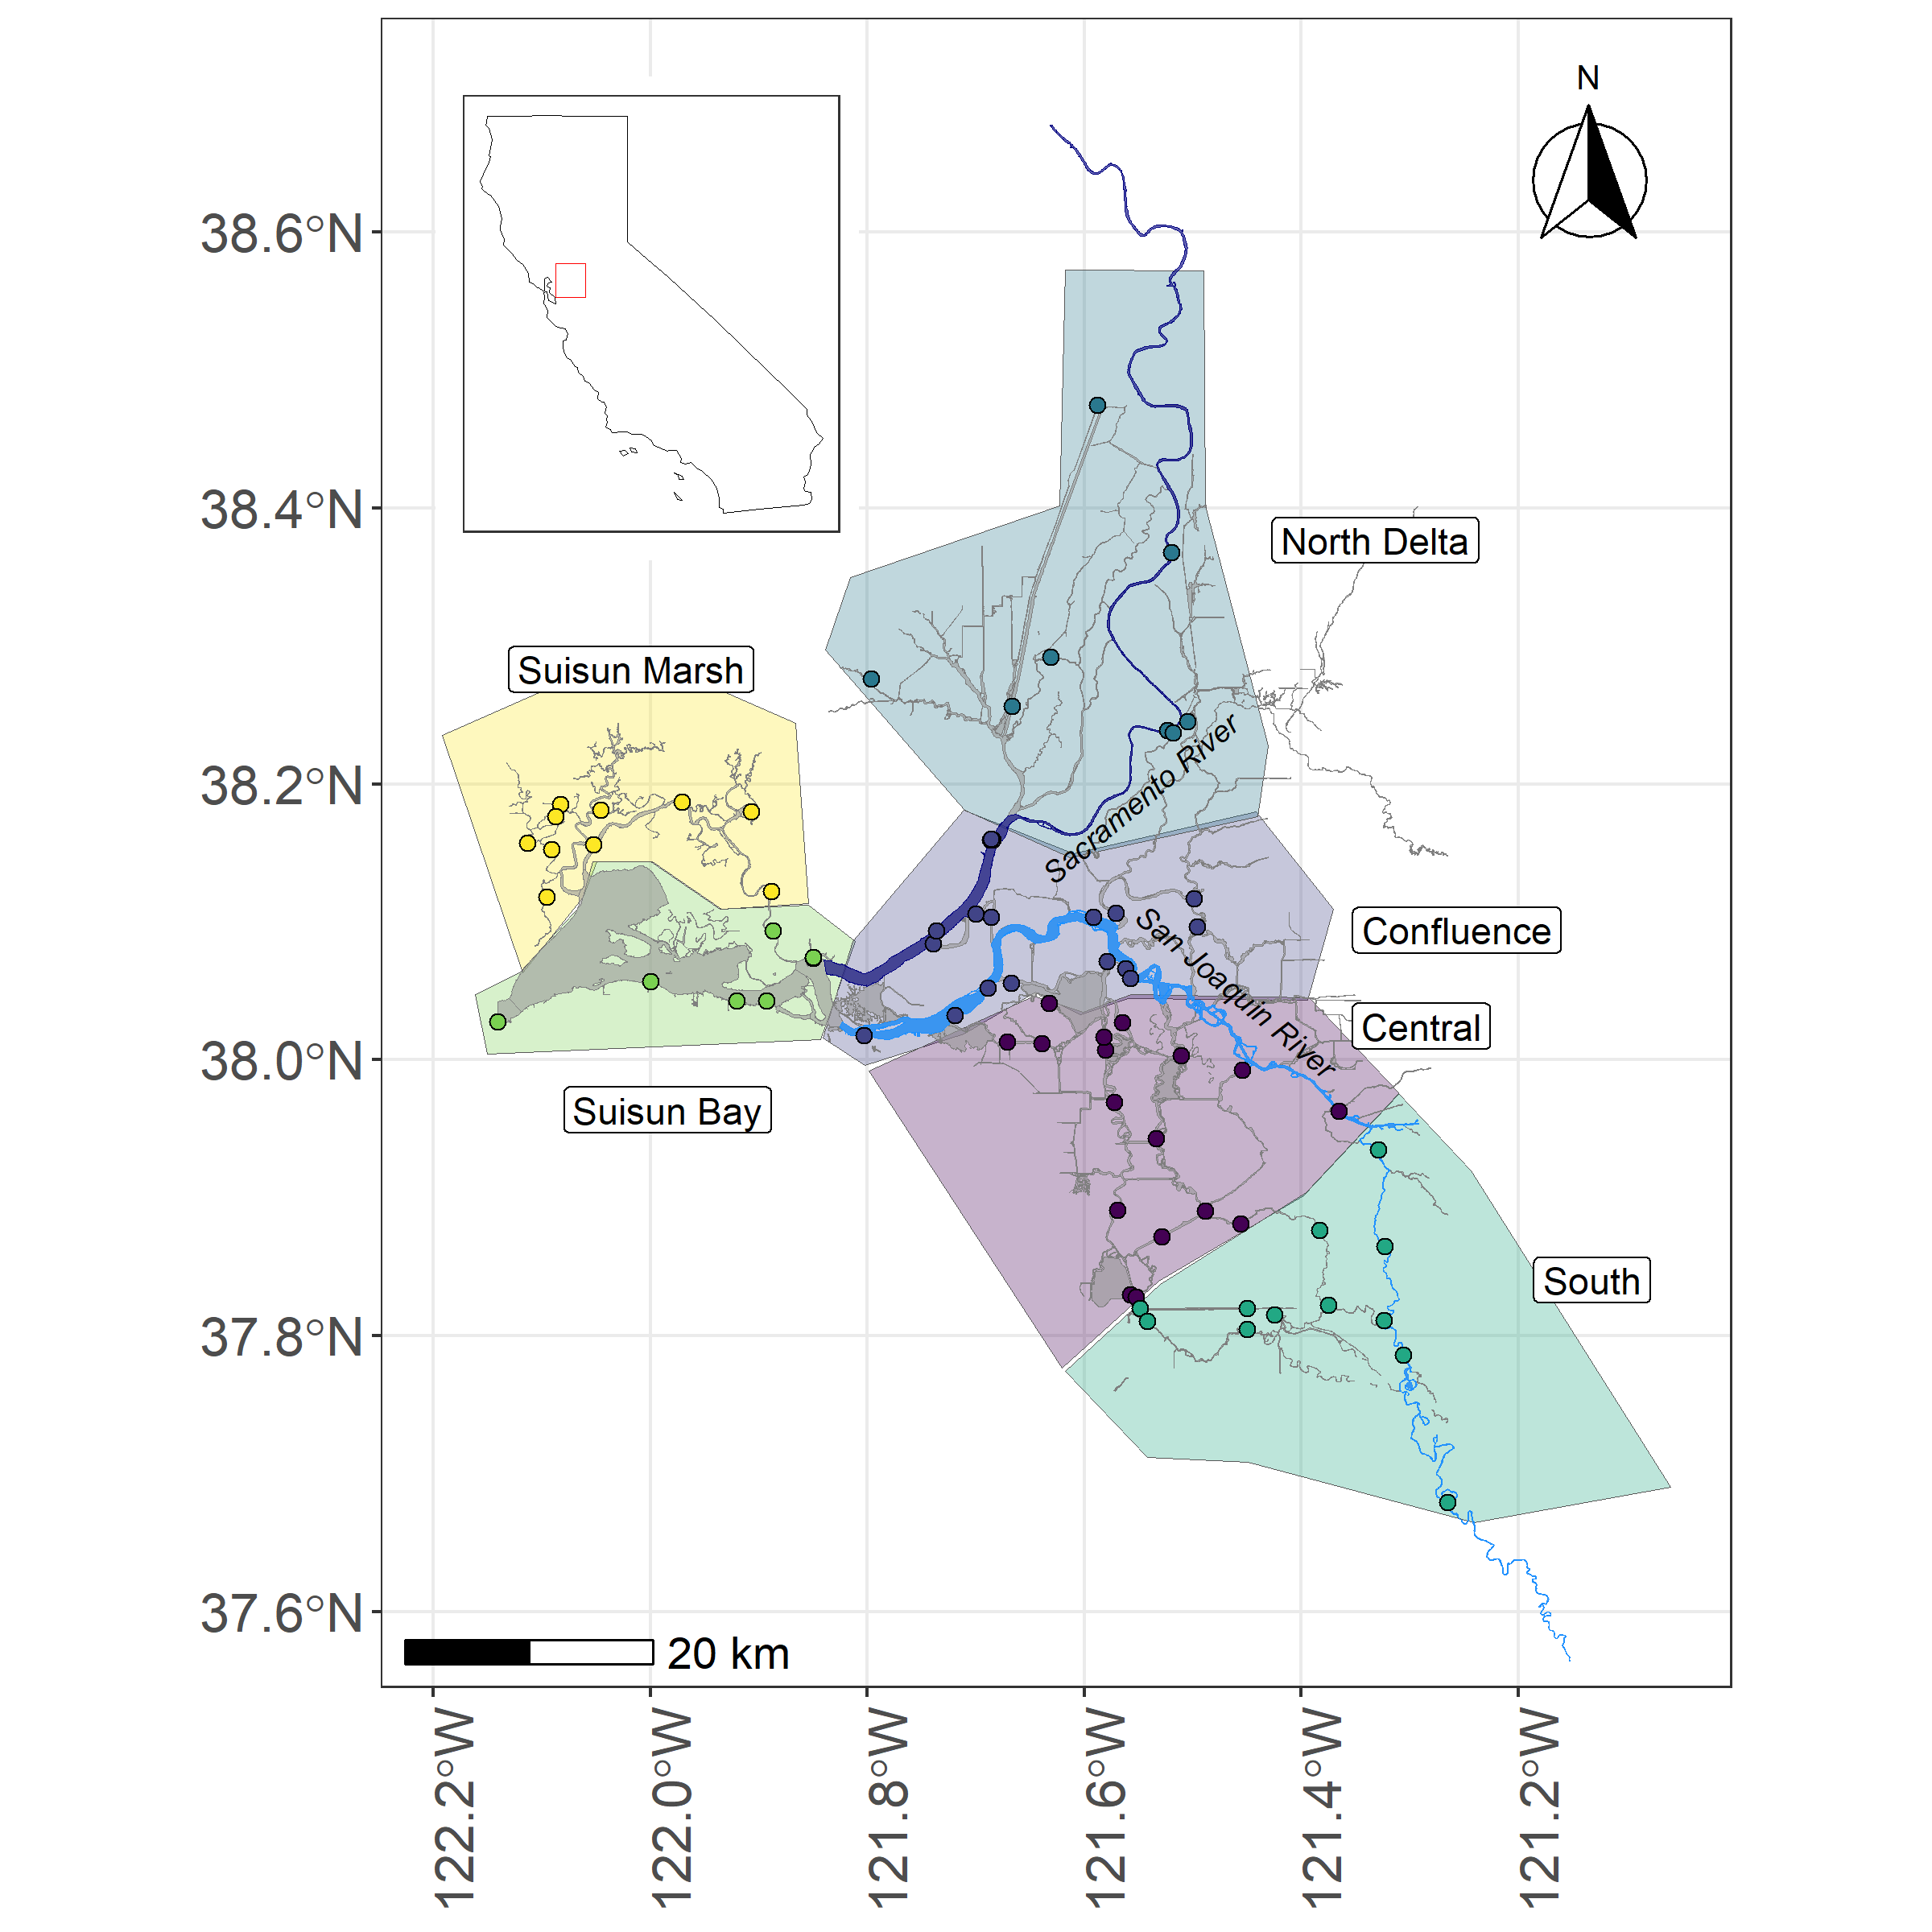 N
38.6°N
38.4°N
North Delta
Suisun Marsh
38.2°N
Sacramento River
Confluence
San Joaquin River
Central
38.0°N
Suisun Bay
South
37.8°N
37.6°N
20 km
122.2°W
122.0°W
121.8°W
121.6°W
121.4°W
121.2°W